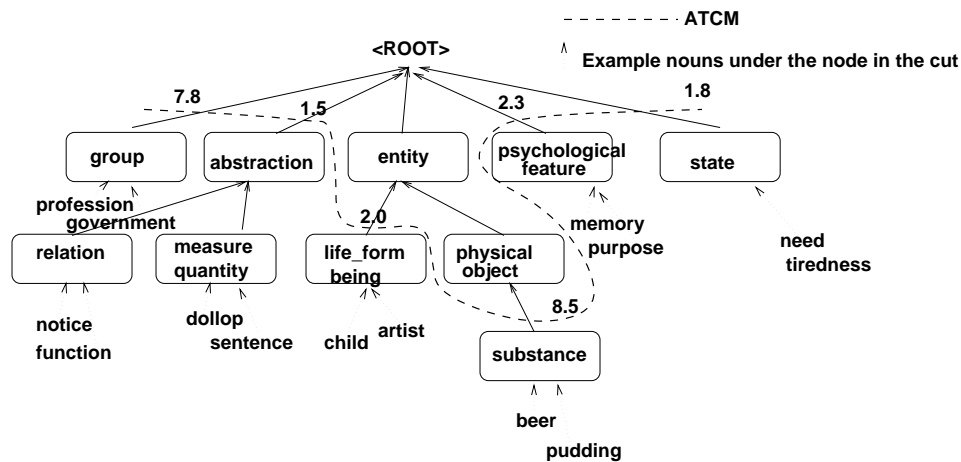 ATCM
<ROOT>
Example nouns under the node in the cut
7.8
1.5
2.3
1.8
group
abstraction
entity
psychological
feature
state
profession
government
memory
purpose
need
tiredness
relation
measure
quantity
2.0
life_form
being
physical
object
8.5
notice
function
dollop
sentence
child
artist
substance
beer
pudding